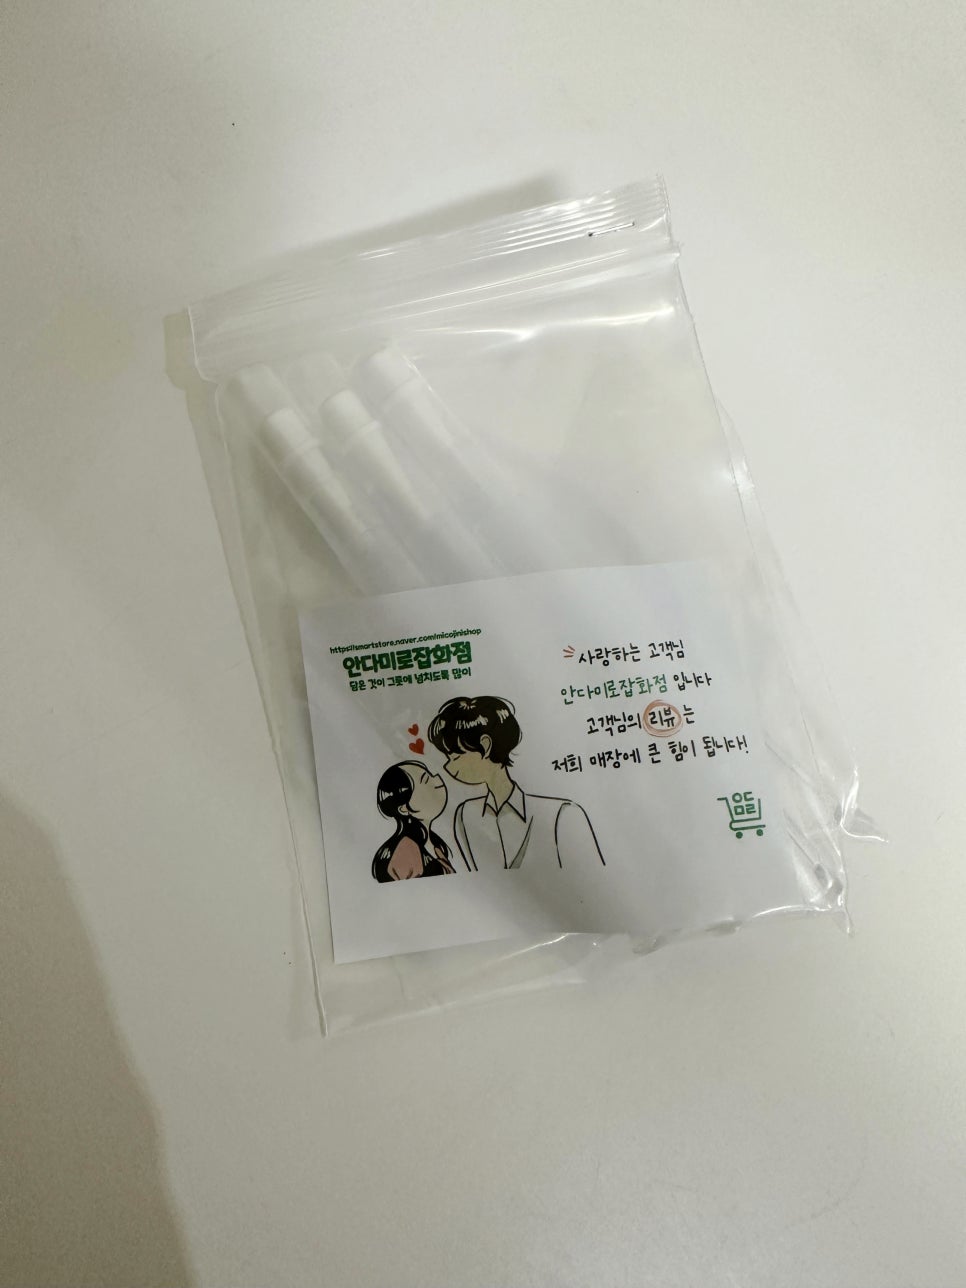 https://smartstore.naver.com/micojinishop
안다미로잡화점
담은 것이 그릇에 넘치도록 많이
사랑하는 고객님
안다미로잡화점 입니다
고객님의 리뷰는
저희 매장에 큰 힘이 됩니다!